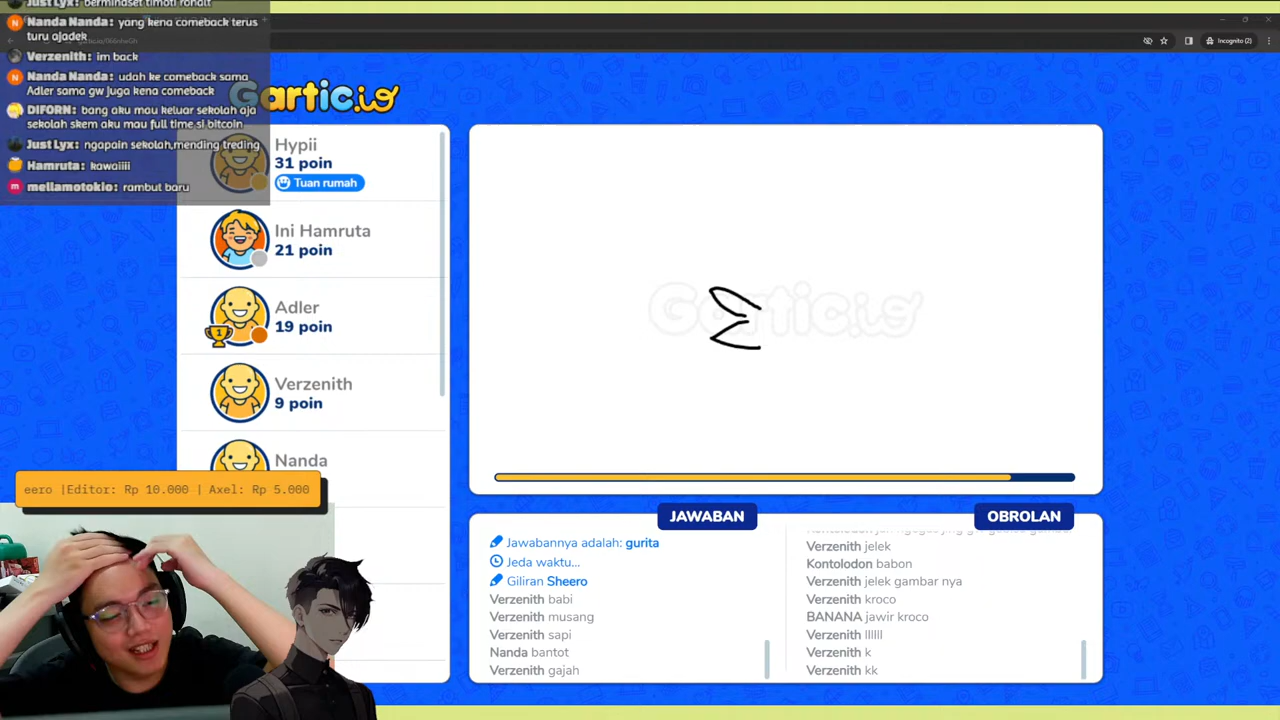 Just Lyx: bermindset timoti ronalt
Nanda Nanda: yang kena comeback terus
turu ajadek
Verzenith: im back
Nanda Nanda: udah ke comeback sama
Adler sama gw juga kena comeback
DIFORN: bang aku mau keluar sekolah aja
sekolah skem aku mau full time si bitcoin
Just Lyx: ngapain sekolah,mending treding
Hamruta: kawaiiii
mellamotokio: rambut baru
Incognito (2)
Gartic.io
Hypii
31 poin
Tuan rumah
Ini Hamruta
21 poin
Adler
1
19 poin
Verzenith
9 poin
Nanda
eero |Editor: Rp 10.000 | Axel: Rp 5.000
Gartic.io
JAWABAN
Jawabannya adalah: gurita
Jeda waktu...
Giliran Sheero
Verzenith babi
Verzenith musang
Verzenith sapi
Nanda bantot
Verzenith gajah
OBROLAN
Verzenith jelek
Kontolodon babon
Verzenith jelek gambar nya
Verzenith kroco
BANANA jawir kroco
Verzenith llllll
Verzenith k
Verzenith kk